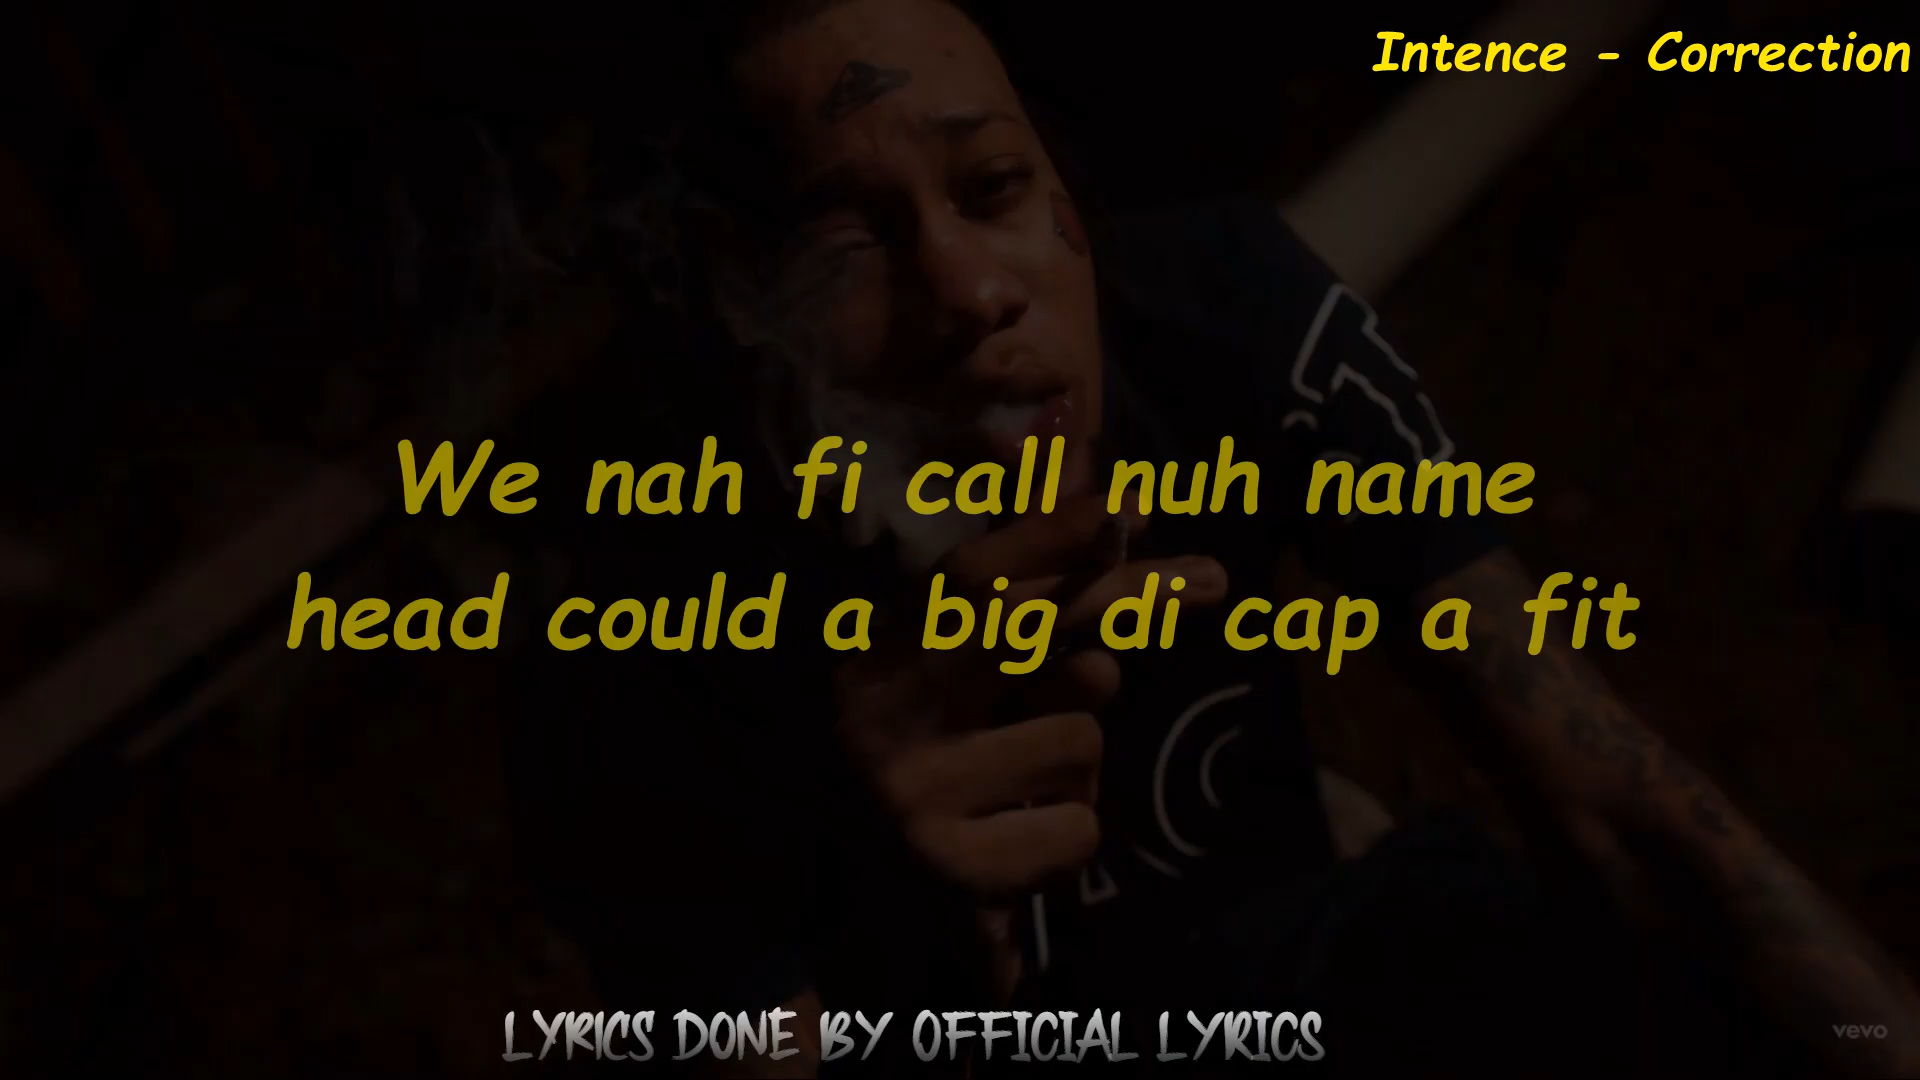 Intence - Correction
We nah fi call nuh name
head could a big di cap a fit
LYRICS DONE BY OFFICIAL LYRICS
vevo